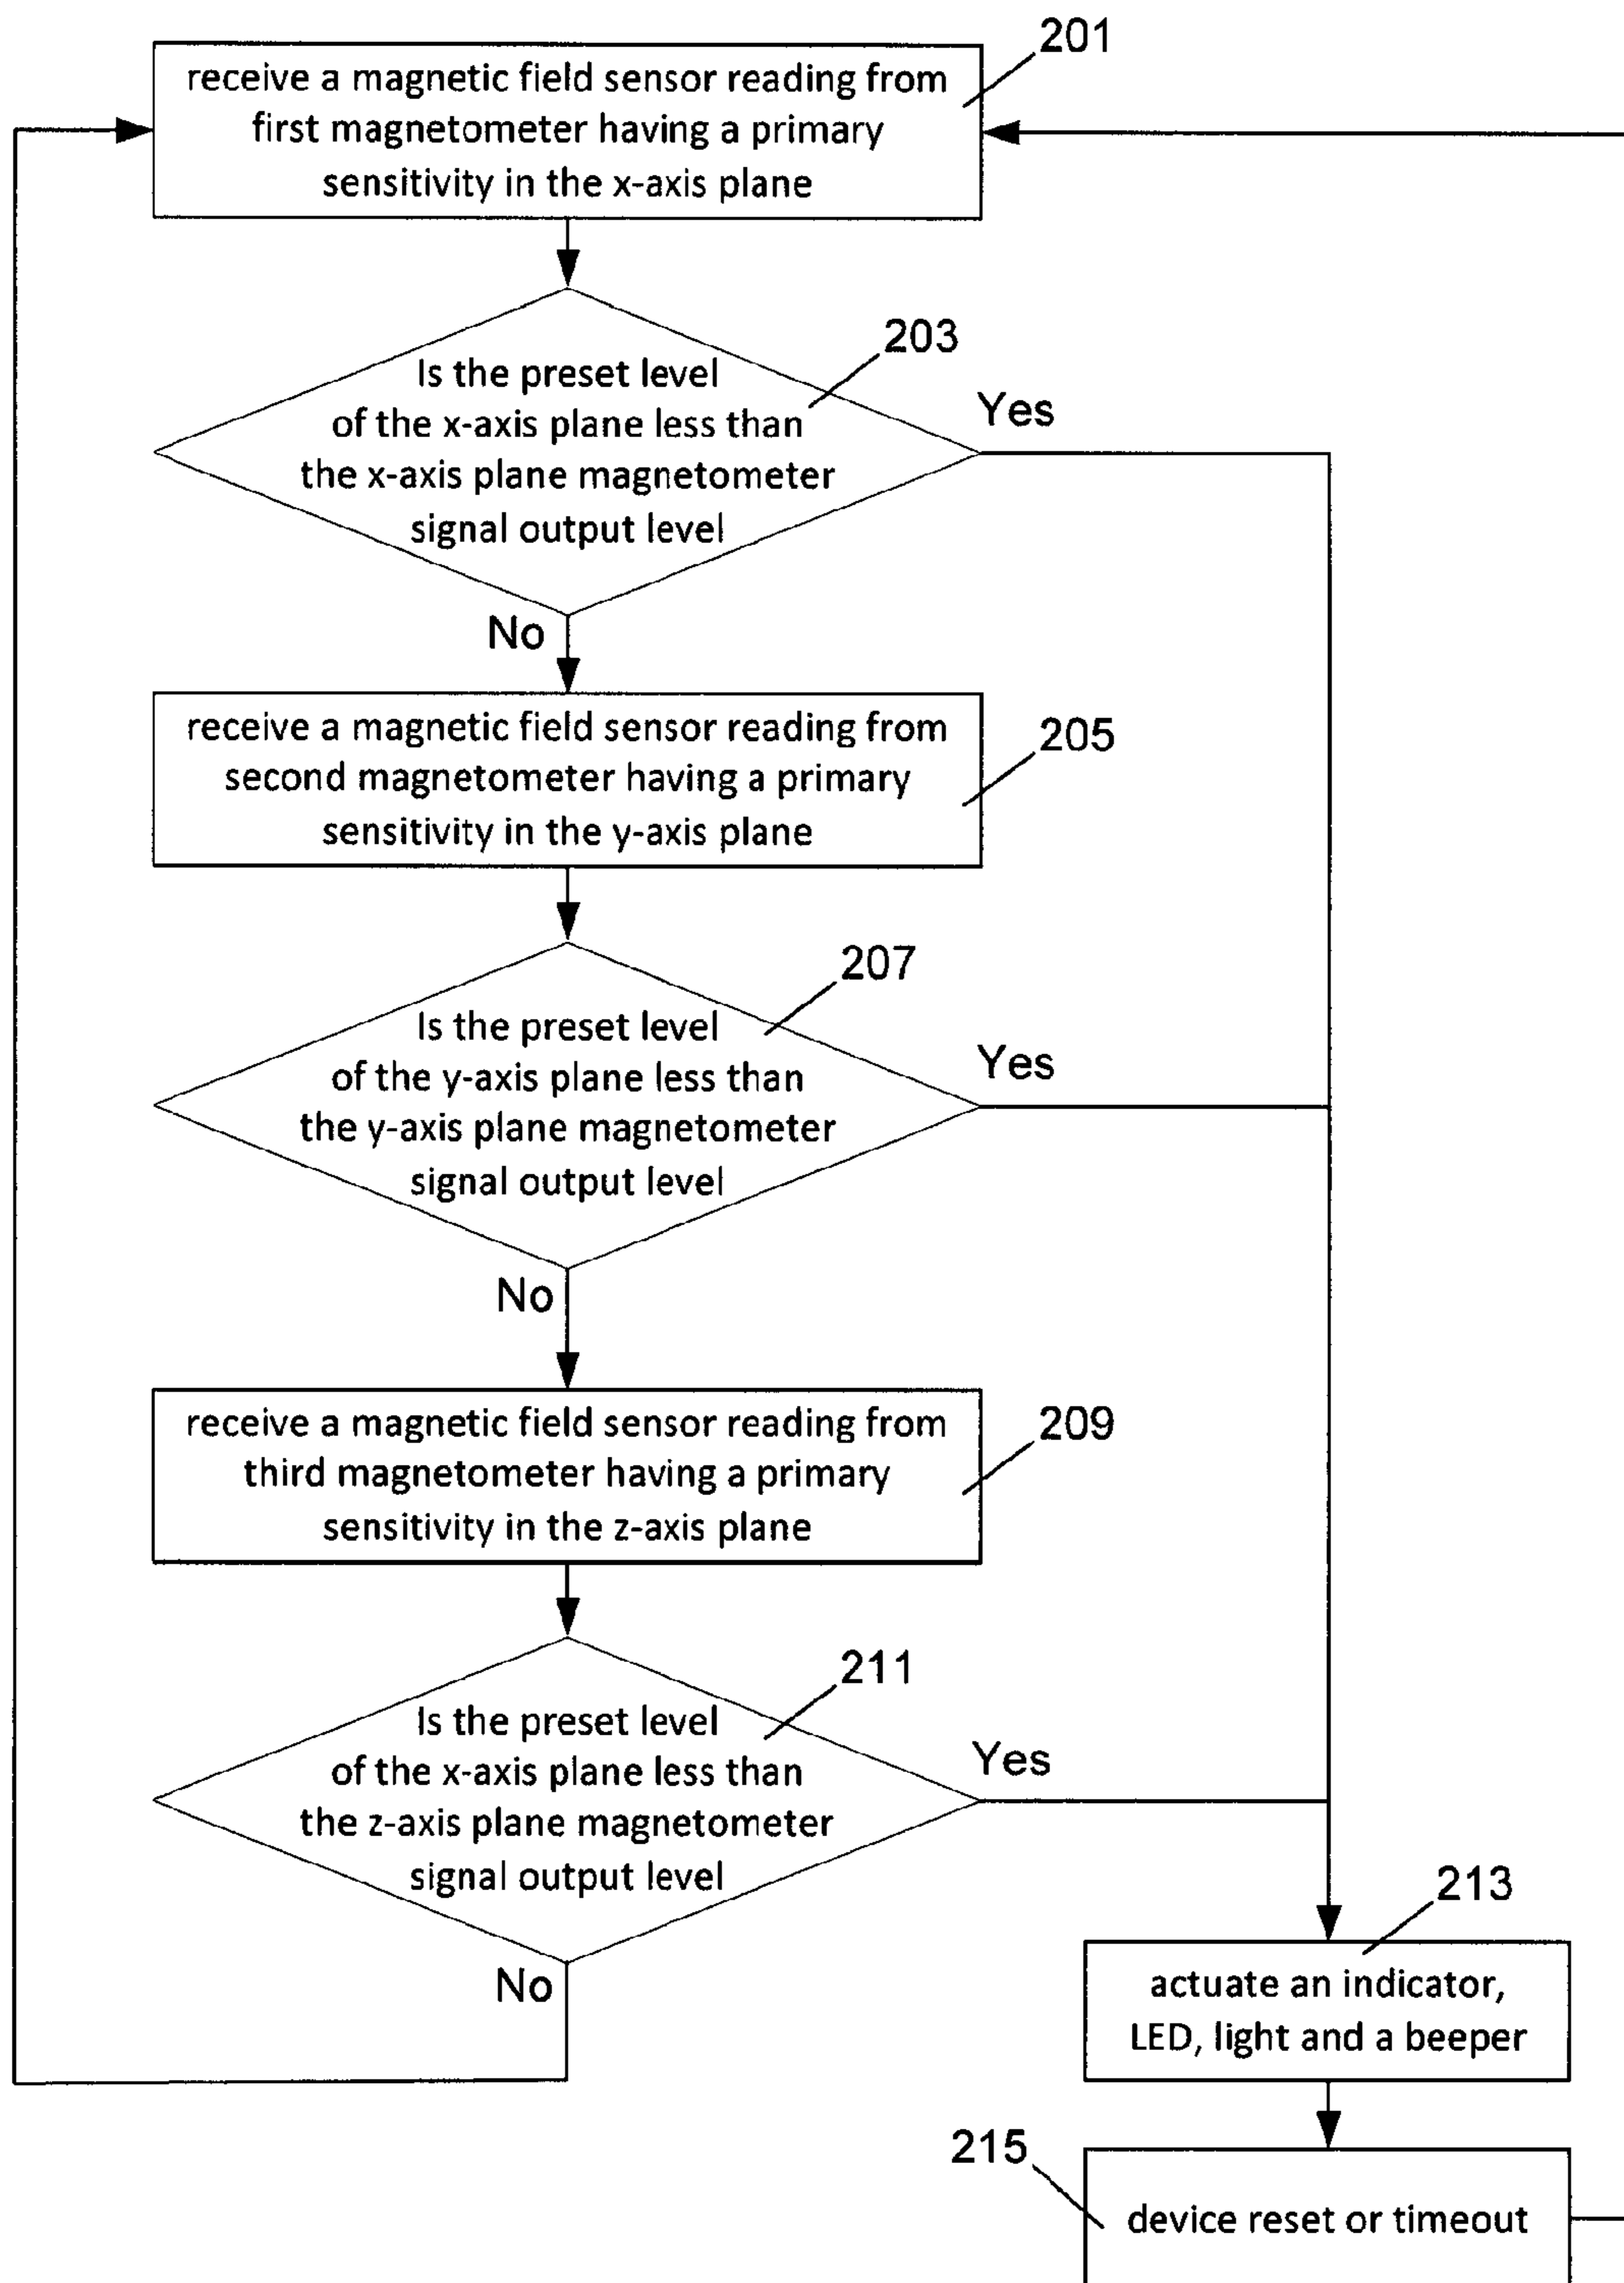 201
receive a magnetic field sensor reading from
first magnetometer having a primary
sensitivity in the x-axis plane
203
Is the preset level
of the x-axis plane less than
the x-axis plane magnetometer
signal output level
Yes
No
receive a magnetic field sensor reading from
second magnetometer having a primary
sensitivity in the y-axis plane
205
207
Is the preset level
of the y-axis plane less than
the y-axis plane magnetometer
signal output level
Yes
No
receive a magnetic field sensor reading from
third magnetometer having a primary
sensitivity in the z-axis plane
209
211
Is the preset level
of the x-axis plane less than
the z-axis plane magnetometer
signal output level
Yes
No
213
actuate an indicator,
LED, light and a beeper
215
device reset or timeout